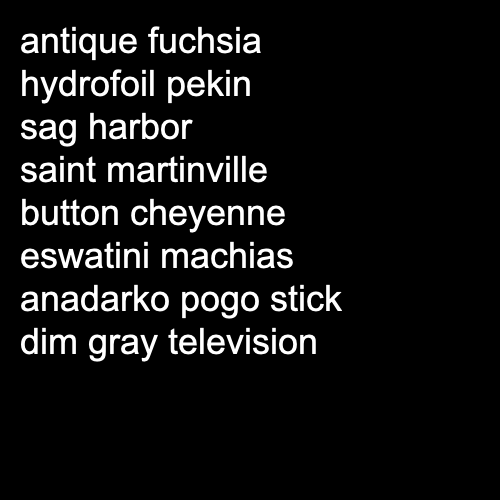 antique fuchsia
hydrofoil pekin
sag harbor
saint martinville
button cheyenne
eswatini machias
anadarko pogo stick
dim gray television